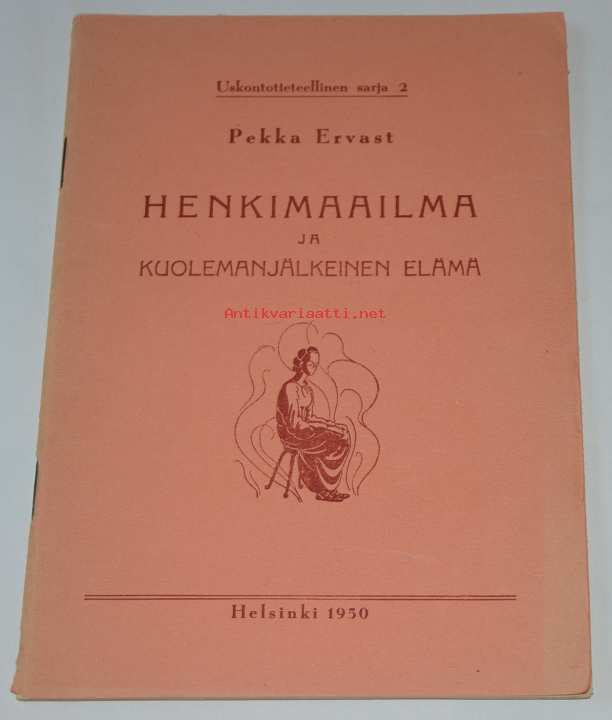 Uskontotieteellinen sarja 2
Pekka Ervast
HENKIMAAILMA
JA
KUOLEMANJÄLKEINEN ELÄMÄ
Antikvariaatti.net
Helsinki 1950